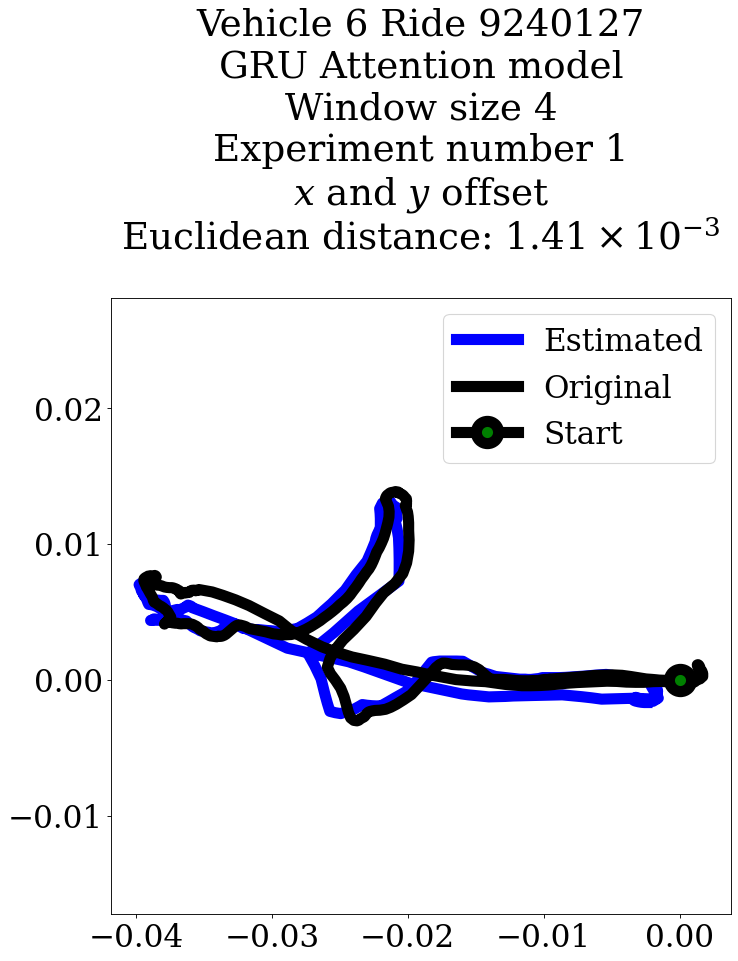 Vehicle 6 Ride 9240127
GRU Attention model
Window size 4
Experiment number 1
x and y offset
Euclidean distance: 1.41 × 10⁻³
Estimated
Original
Start
0.02
0.01
0.00
−0.01
−0.04 −0.03 −0.02 −0.01 0.00